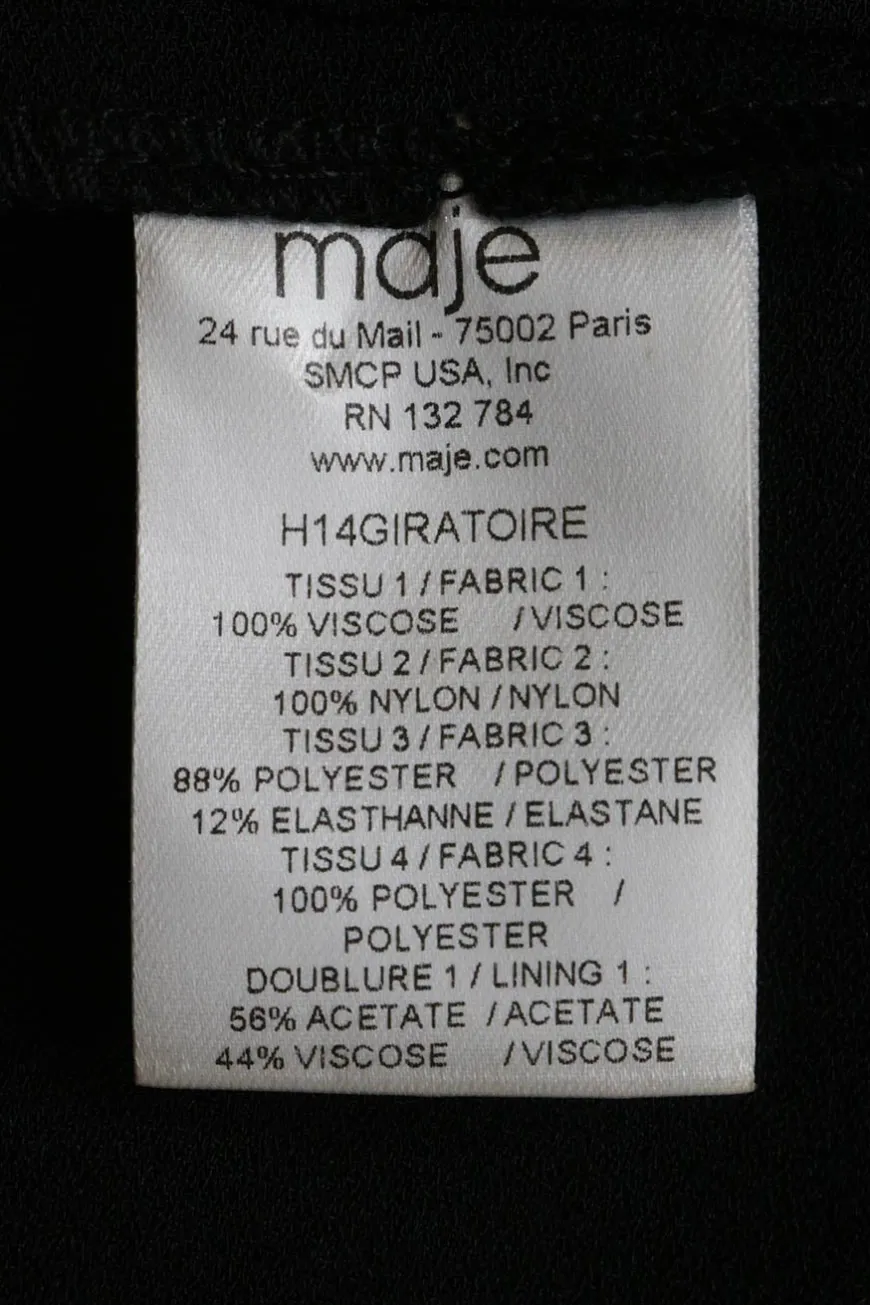 maje
24 rue du Mail - 75002 Paris
SMCP USA, Inc
RN 132 784
www.maje.com
H14GIRATOIRE
TISSU 1 / FABRIC 1 :
100% VISCOSE / VISCOSE
TISSU 2 / FABRIC 2 :
100% NYLON / NYLON
TISSU 3 / FABRIC 3 :
88% POLYESTER / POLYESTER
12% ELASTHANNE / ELASTANE
TISSU 4 / FABRIC 4 :
100% POLYESTER /
POLYESTER
DOUBLURE 1 / LINING 1 :
56% ACETATE / ACETATE
44% VISCOSE / VISCOSE